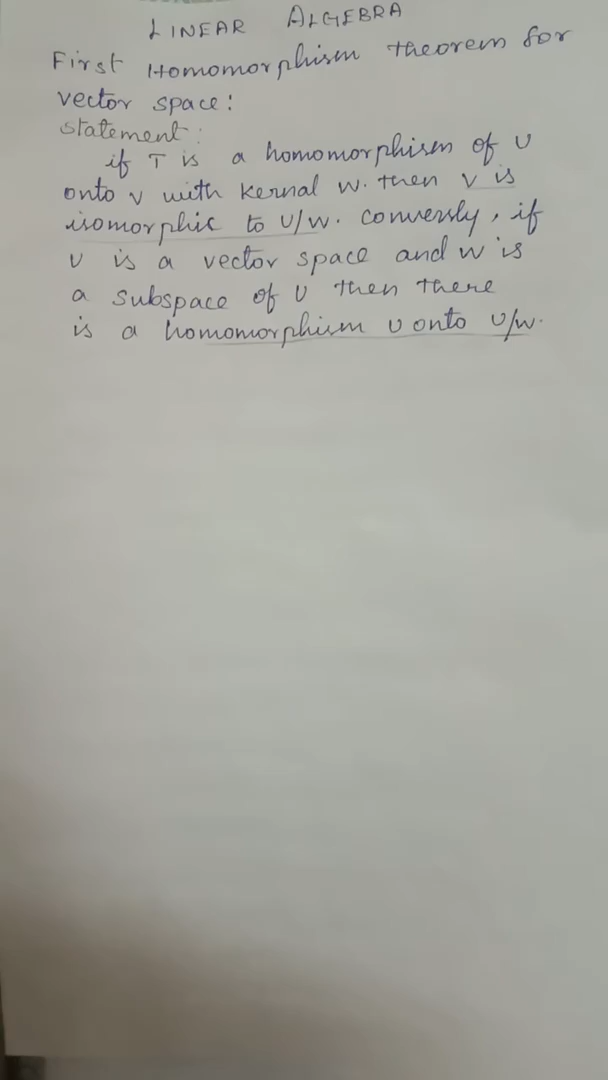 LINEAR ALGEBRA
First Homomorphism theorem for
vector space:
statement:
if T is a homomorphism of U
onto V with kernal W. then V is
isomorphic to U/W. conversly, if
U is a vector space and W is
a subspace of U then there
is a homomorphism U onto U/W.